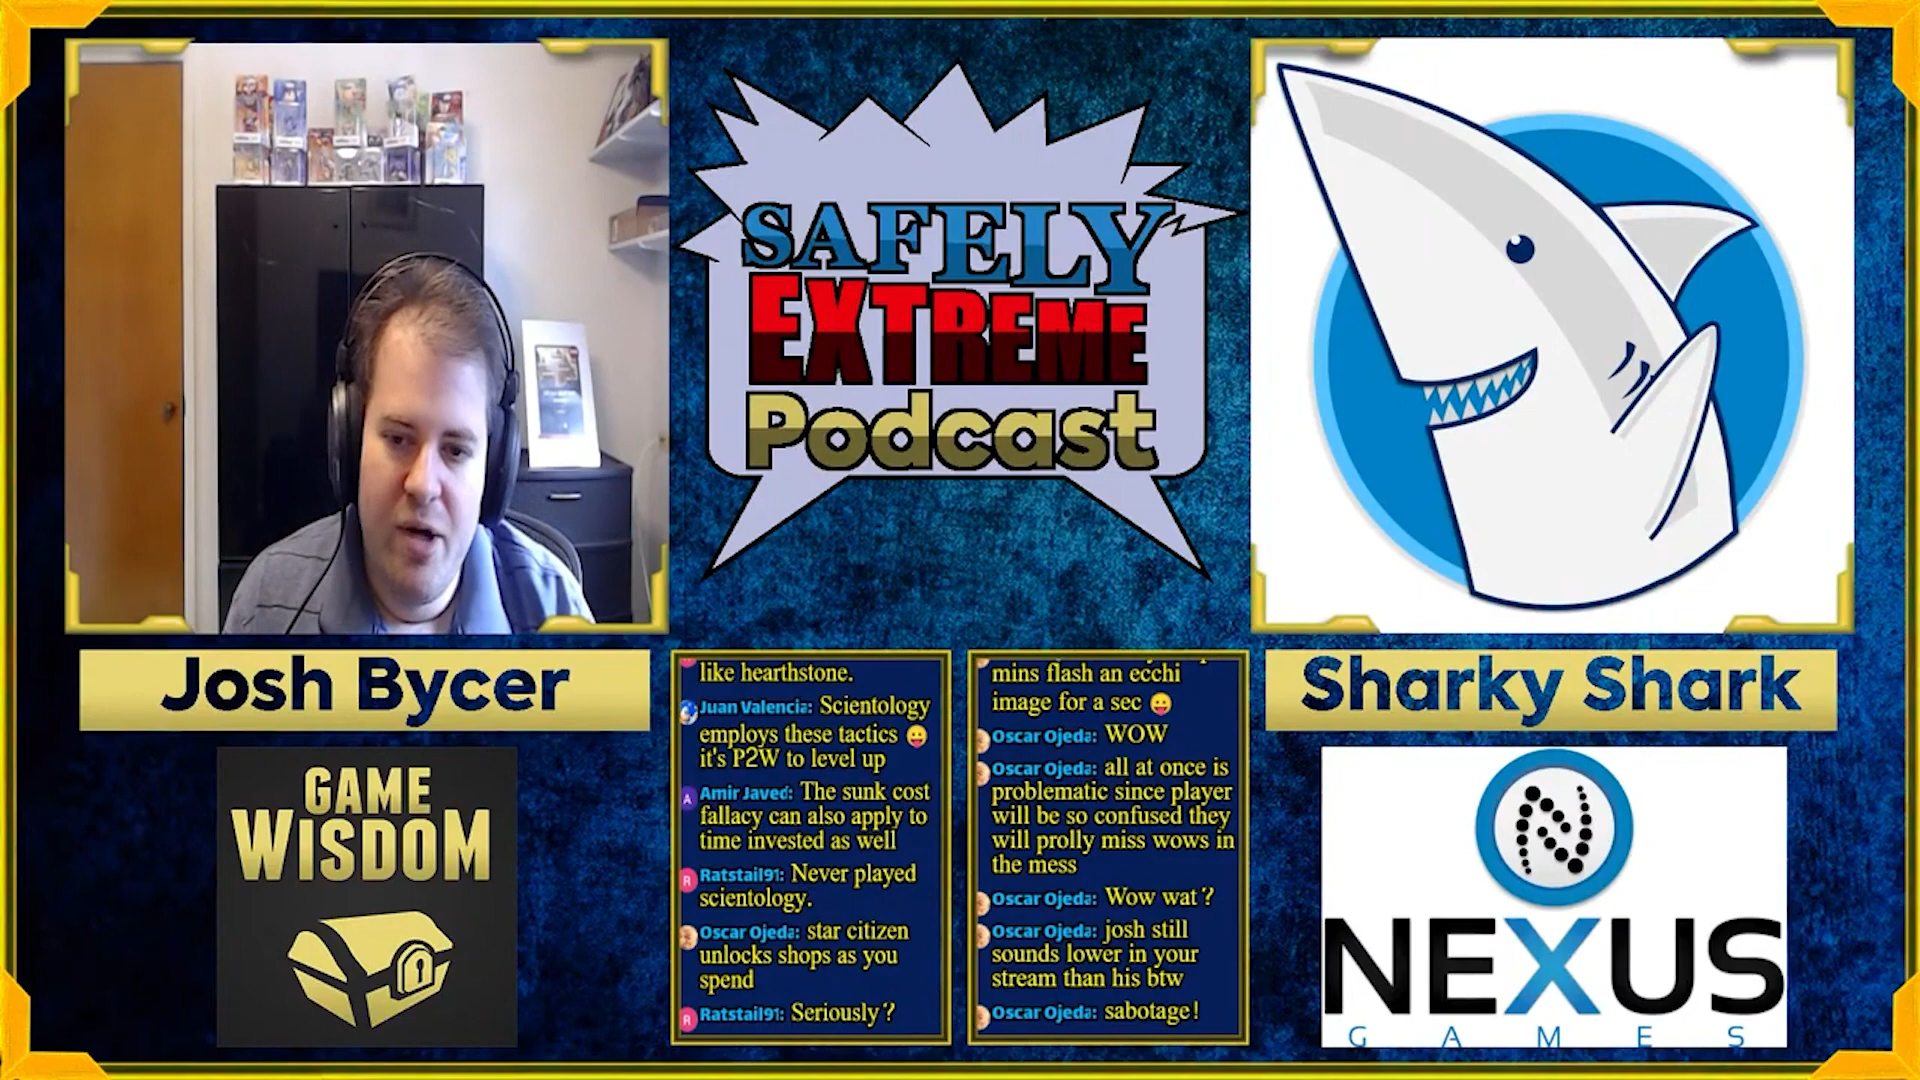 SAFELY
EXTREME
Podcast
Josh Bycer
GAME
WISDOM
like hearthstone.
Juan Valencia: Scientology
employs these tactics 😛
it's P2W to level up
A Amir Javed: The sunk cost
fallacy can also apply to
time invested as well
R Ratstail91: Never played
scientology.
Oscar Ojeda: star citizen
unlocks shops as you
spend
R Ratstail91: Seriously?
mins flash an ecchi
image for a sec 😛
Oscar Ojeda: WOW
Oscar Ojeda: all at once is
problematic since player
will be so confused they
will prolly miss wows in
the mess
Oscar Ojeda: Wow wat?
Oscar Ojeda: josh still
sounds lower in your
stream than his btw
Oscar Ojeda: sabotage!
Sharky Shark
N
NEXUS
GAMES